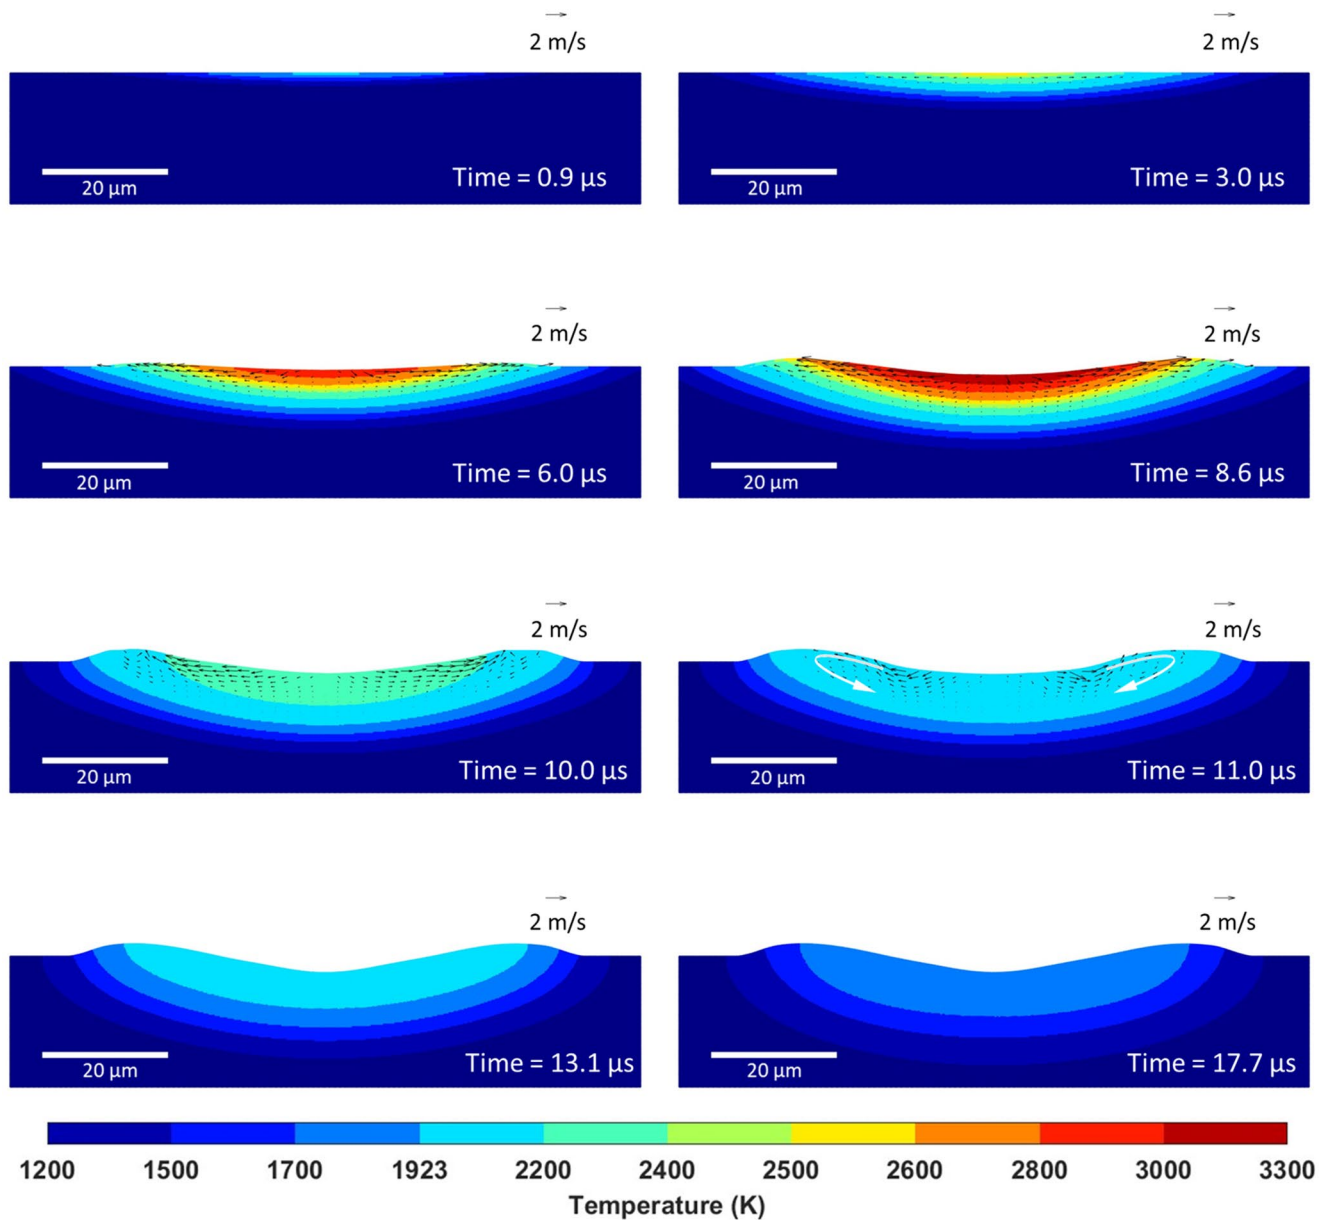 2 m/s
2 m/s
20 µm
Time = 0.9 µs
20 µm
Time = 3.0 µs
2 m/s
2 m/s
20 µm
Time = 6.0 µs
20 µm
Time = 8.6 µs
2 m/s
2 m/s
20 µm
Time = 10.0 µs
20 µm
Time = 11.0 µs
2 m/s
2 m/s
20 µm
Time = 13.1 µs
20 µm
Time = 17.7 µs
1200 1500 1700 1923 2200 2400 2500 2600 2800 3000 3300
Temperature (K)